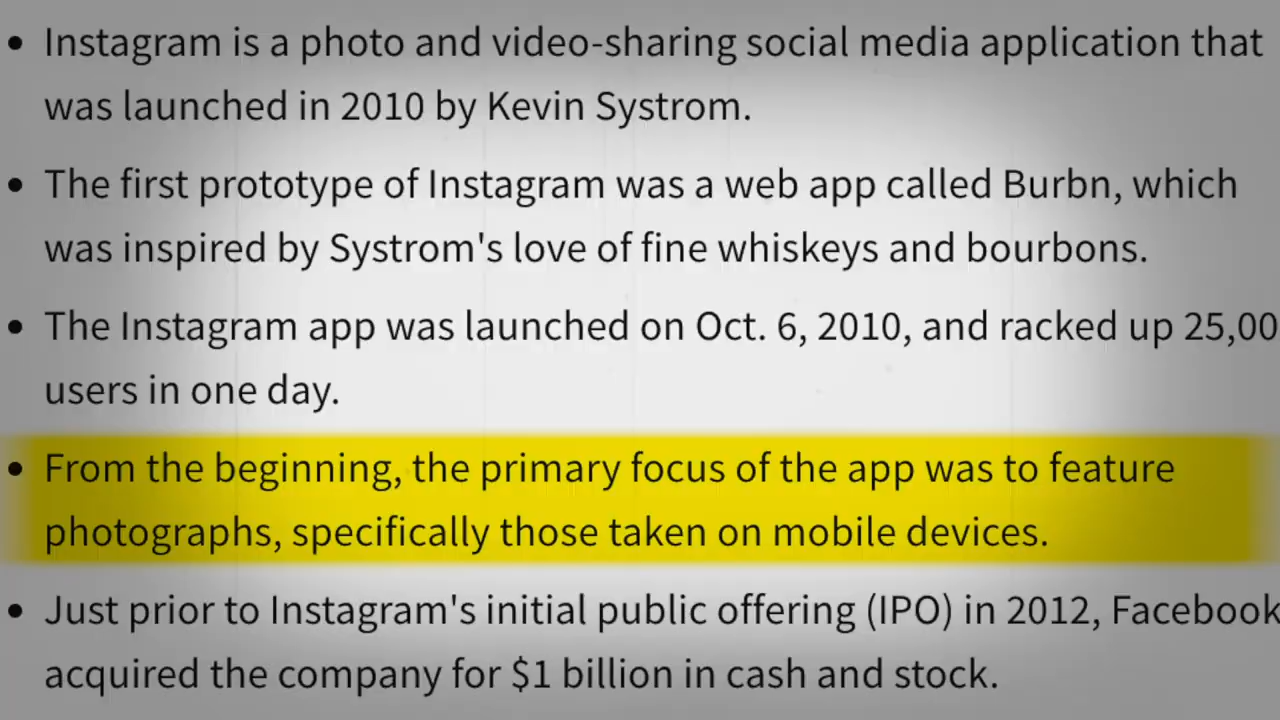 • Instagram is a photo and video-sharing social media application that
was launched in 2010 by Kevin Systrom.
• The first prototype of Instagram was a web app called Burbn, which
was inspired by Systrom's love of fine whiskeys and bourbons.
• The Instagram app was launched on Oct. 6, 2010, and racked up 25,00
users in one day.
• From the beginning, the primary focus of the app was to feature
photographs, specifically those taken on mobile devices.
• Just prior to Instagram's initial public offering (IPO) in 2012, Facebook
acquired the company for $1 billion in cash and stock.